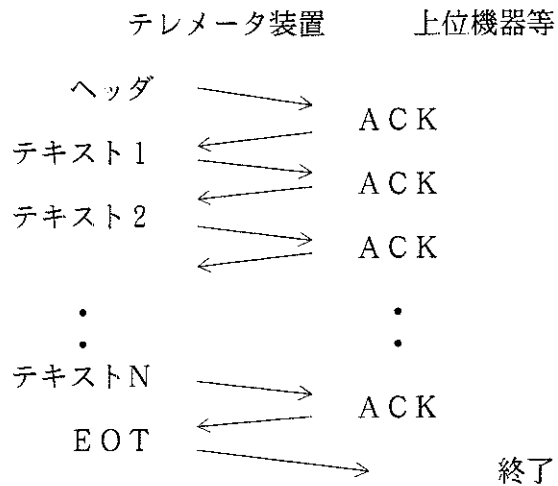 テレメータ装置　　上位機器等
ヘッダ
ACK
テキスト1
ACK
テキスト2
ACK
・　　・
・　　・
テキストN
ACK
EOT
終了